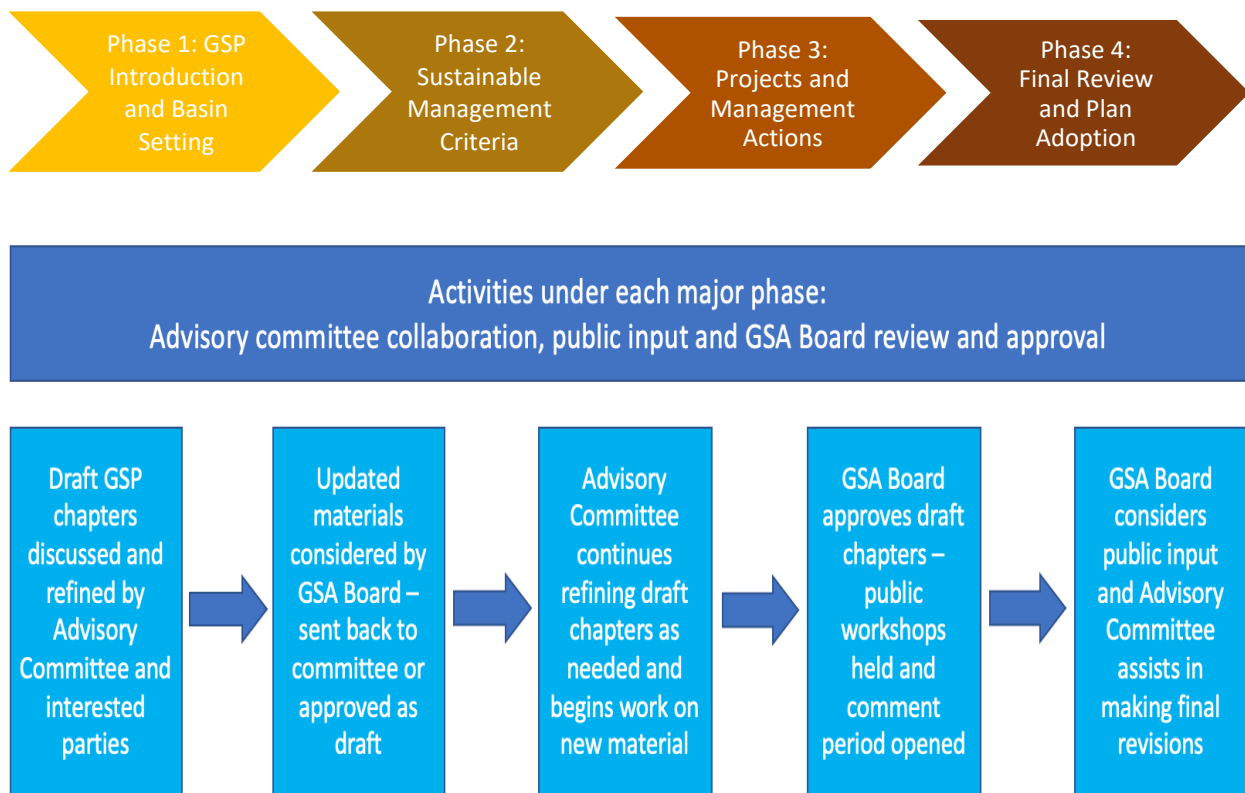 Phase 1: GSP
Introduction
and Basin
Setting
Phase 2:
Sustainable
Management
Criteria
Phase 3:
Projects and
Management
Actions
Phase 4:
Final Review
and Plan
Adoption
Activities under each major phase:
Advisory committee collaboration, public input and GSA Board review and approval
Draft GSP
chapters
discussed and
refined by
Advisory
Committee and
interested
parties
Updated
materials
considered by
GSA Board –
sent back to
committee or
approved as
draft
Advisory
Committee
continues
refining draft
chapters as
needed and
begins work on
new material
GSA Board
approves draft
chapters –
public
workshops
held and
comment
period opened
GSA Board
considers
public input
and Advisory
Committee
assists in
making final
revisions